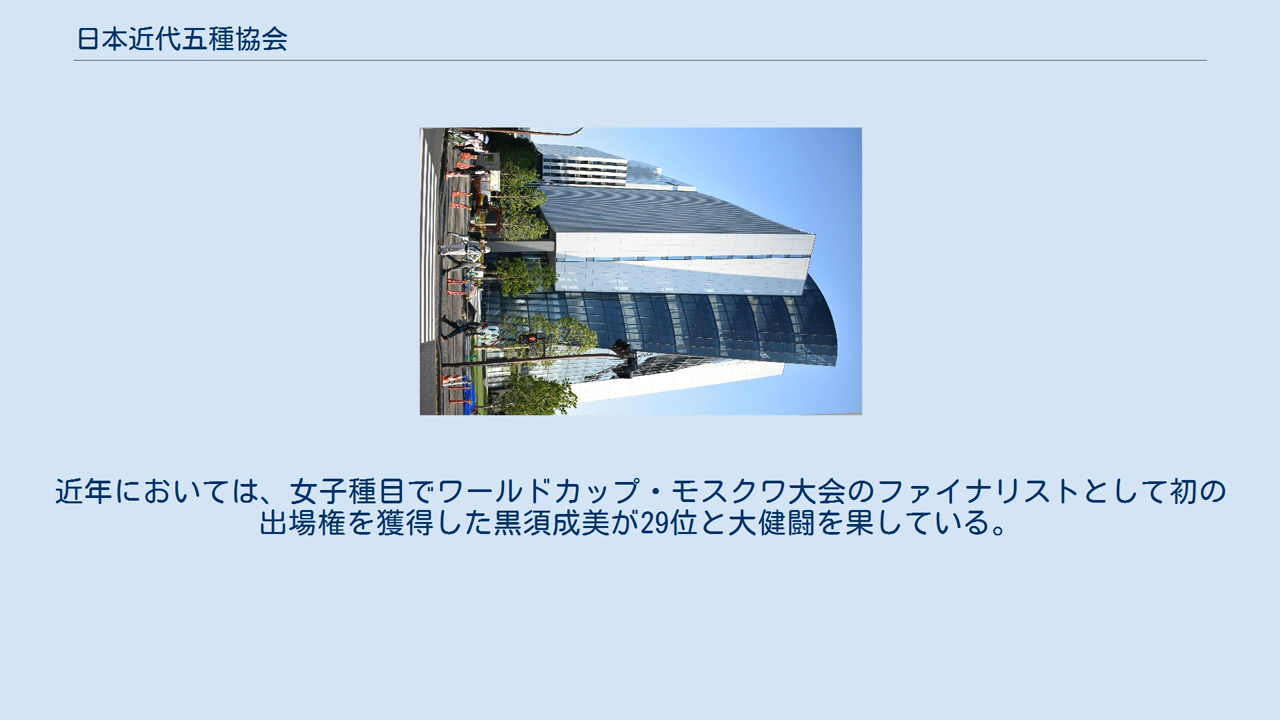 日本近代五種協会
近年においては、女子種目でワールドカップ・モスクワ大会のファイナリストとして初の
出場権を獲得した黒須成美が29位と大健闘を果している。